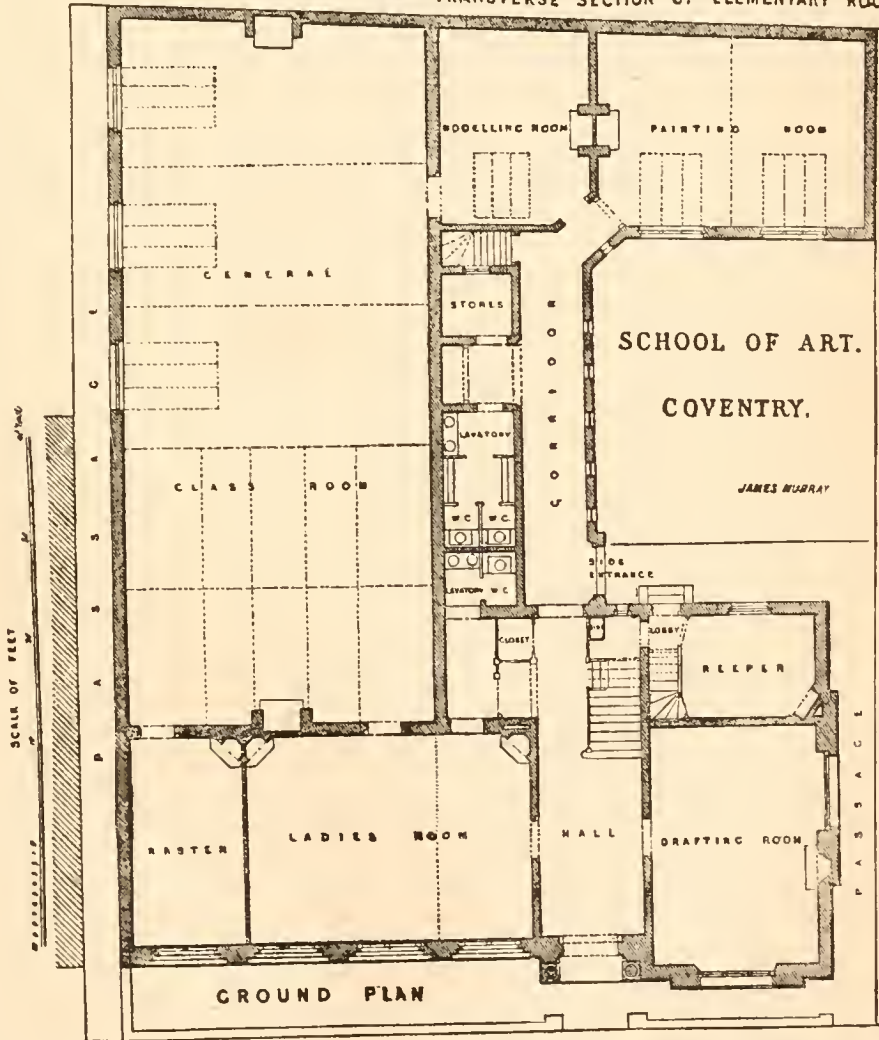 TRANSVERSE SECTION OF ELEMENTARY ROO
MODELLING ROOM
PAINTING ROOM
GENERAL
STORES
CORRIDOR
SCHOOL OF ART.
COVENTRY.
JAMES MURRAY
PASSAGE
CLASS ROOM
LAVATORY
W.C.
W.C.
SIDE
ENTRANCE
LAVATORY
W.C.
CLOSET
LOBBY
KEEPER
SCALE OF FEET
PASSAGE
MASTER
LADIES ROOM
HALL
DRAFTING ROOM
GROUND PLAN